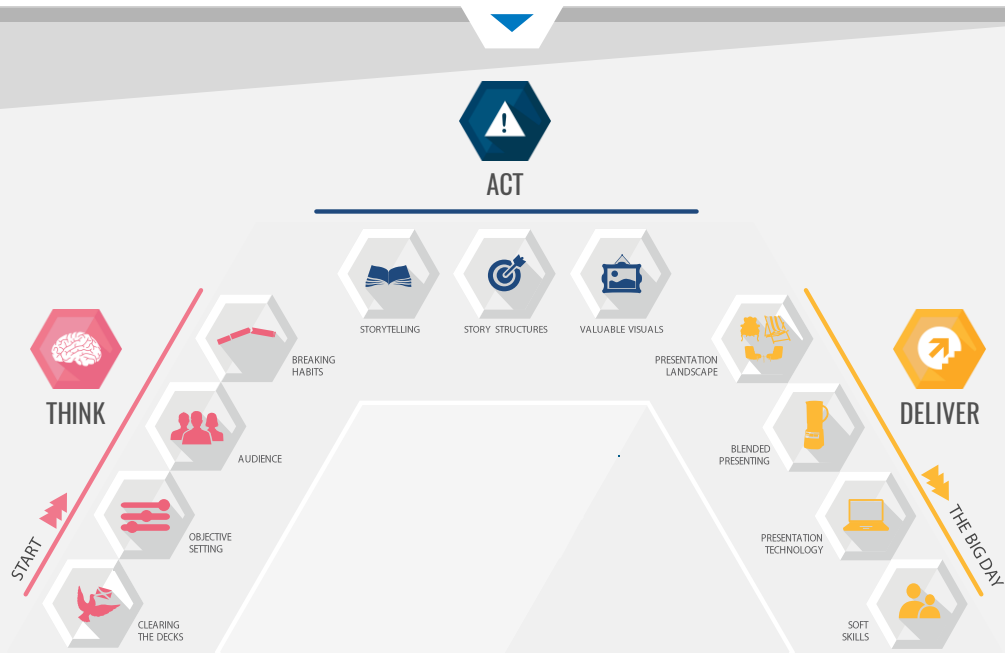 ACT
STORYTELLING
STORY STRUCTURES
VALUABLE VISUALS
THINK
BREAKING
HABITS
AUDIENCE
OBJECTIVE
SETTING
CLEARING
THE DECKS
START
DELIVER
PRESENTATION
LANDSCAPE
BLENDED
PRESENTING
PRESENTATION
TECHNOLOGY
SOFT
SKILLS
THE BIG DAY